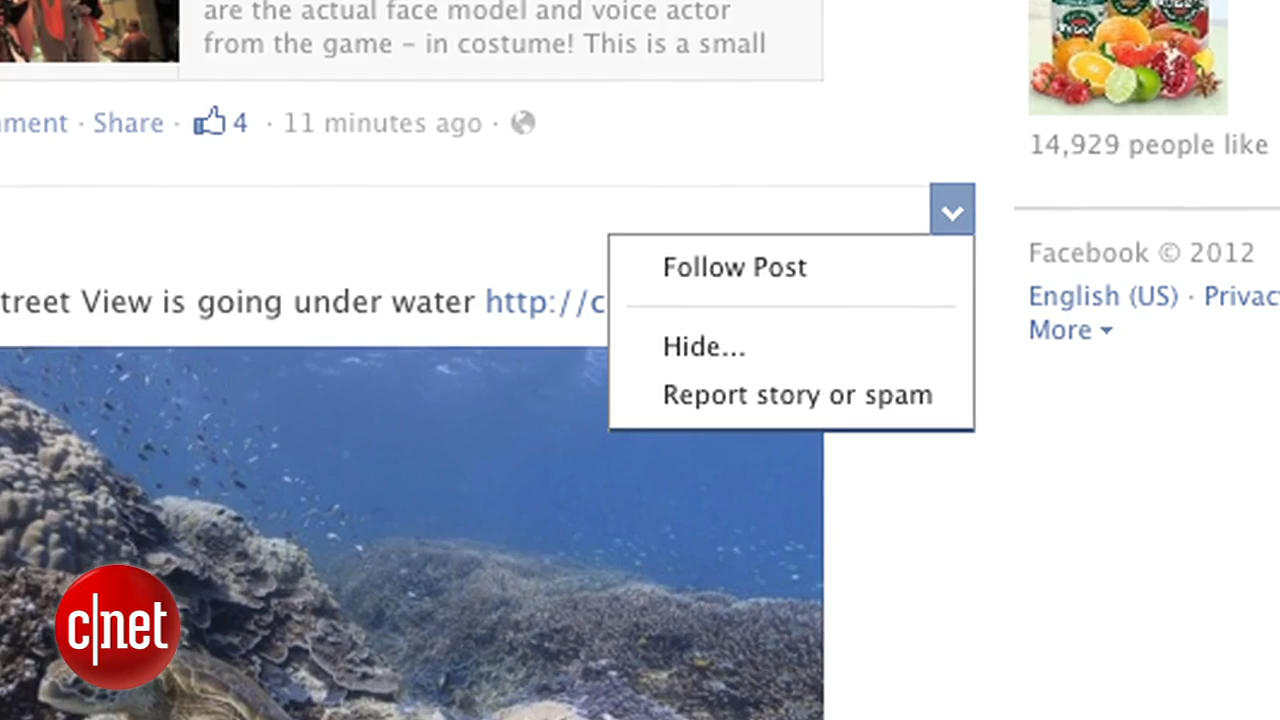 are the actual face model and voice actor
from the game – in costume! This is a small
mment · Share · 4 · 11 minutes ago ·
14,929 people like
Follow Post
Hide...
Report story or spam
treet View is going under water http://c
Facebook © 2012
English (US) · Privac
More
c|net